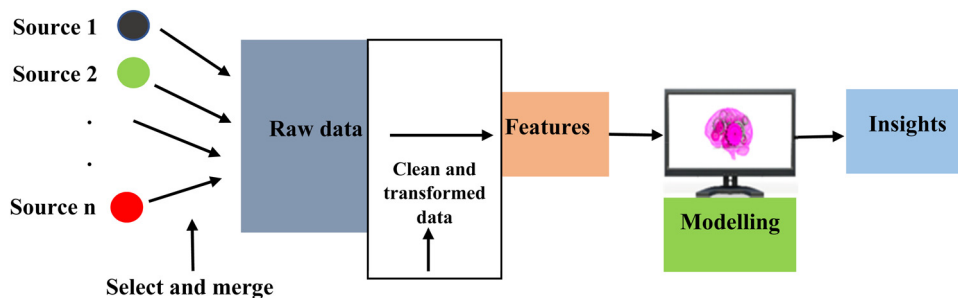 Source 1
Source 2
.
.
Source n
Select and merge
Raw data
Clean and
transformed
data
Features
Modelling
Insights